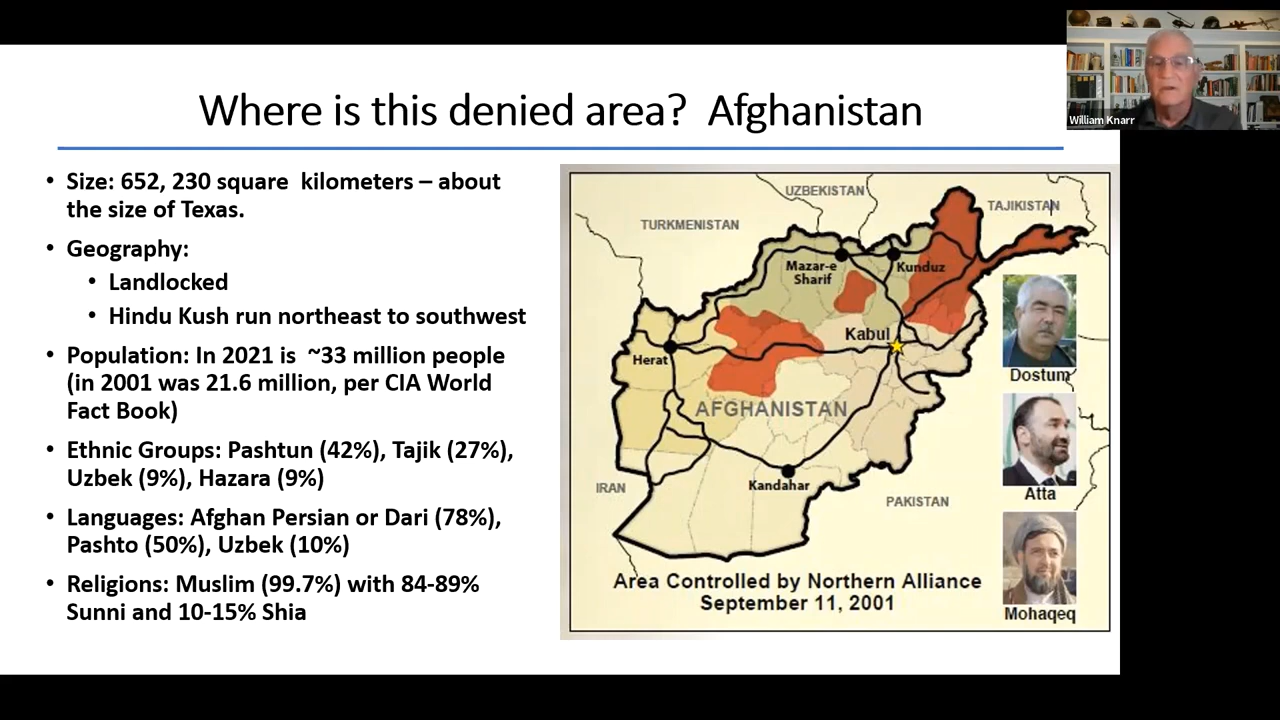 Where is this denied area?  Afghanistan
William Knarr
• Size: 652, 230 square kilometers – about
the size of Texas.
• Geography:
• Landlocked
• Hindu Kush run northeast to southwest
• Population: In 2021 is ~33 million people
(in 2001 was 21.6 million, per CIA World
Fact Book)
• Ethnic Groups: Pashtun (42%), Tajik (27%),
Uzbek (9%), Hazara (9%)
• Languages: Afghan Persian or Dari (78%),
Pashto (50%), Uzbek (10%)
• Religions: Muslim (99.7%) with 84-89%
Sunni and 10-15% Shia
UZBEKISTAN
TAJIKISTAN
TURKMENISTAN
Mazar-e
Sharif
Kunduz
Kabul
Herat
Dostum
AFGHANISTAN
Kandahar
IRAN
PAKISTAN
Atta
Area Controlled by Northern Alliance
September 11, 2001
Mohaqeq